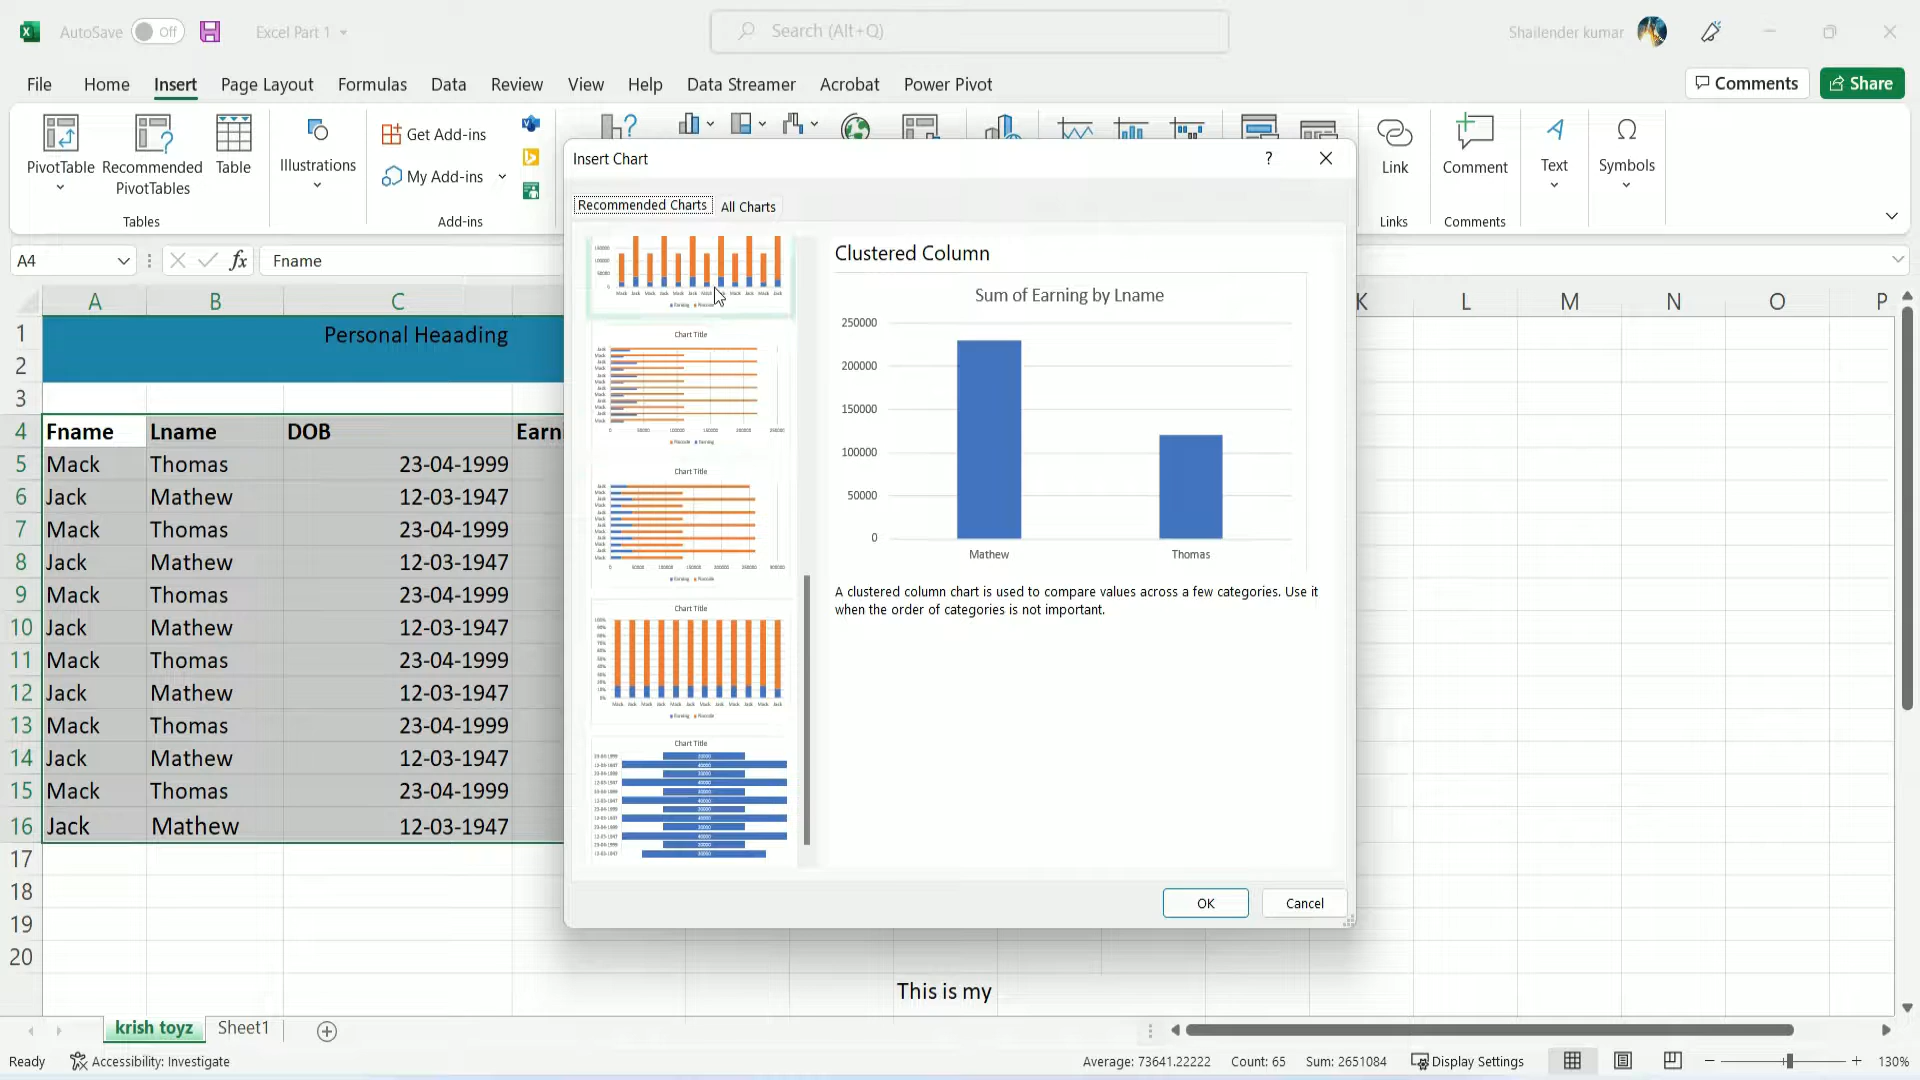 AutoSave Off Excel Part 1 Search (Alt+Q) Shailender kumar
File Home Insert Page Layout Formulas Data Review View Help Data Streamer Acrobat Power Pivot Comments Share
PivotTable Recommended PivotTables Table Illustrations Get Add-ins My Add-ins Link Comment Text Symbols
Tables Add-ins Links Comments
A4 fx Fname
A B C K L M N O P
1 Personal Heaading
2
3
4 Fname Lname DOB Earni
5 Mack Thomas 23-04-1999
6 Jack Mathew 12-03-1947
7 Mack Thomas 23-04-1999
8 Jack Mathew 12-03-1947
9 Mack Thomas 23-04-1999
10 Jack Mathew 12-03-1947
11 Mack Thomas 23-04-1999
12 Jack Mathew 12-03-1947
13 Mack Thomas 23-04-1999
14 Jack Mathew 12-03-1947
15 Mack Thomas 23-04-1999
16 Jack Mathew 12-03-1947
17
18
19
20
This is my
Insert Chart ?
Recommended Charts All Charts
Chart Title
Chart Title
Chart Title
Chart Title
Clustered Column
Sum of Earning by Lname
250000
200000
150000
100000
50000
0
Mathew Thomas
A clustered column chart is used to compare values across a few categories. Use it
when the order of categories is not important.
OK Cancel
krish toyz Sheet1
Ready Accessibility: Investigate Average: 73641.22222 Count: 65 Sum: 2651084 Display Settings 130%